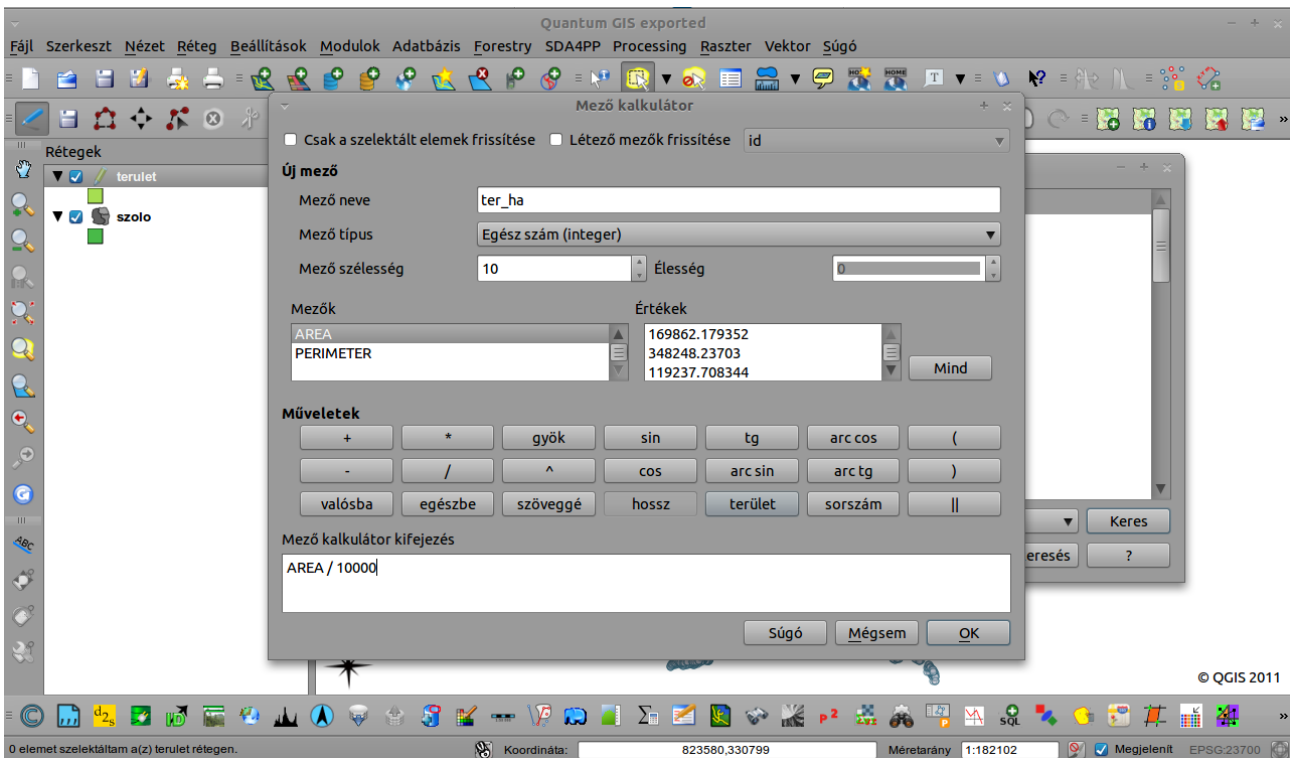 Quantum GIS exported
Fájl Szerkeszt Nézet Réteg Beállítások Modulok Adatbázis Forestry SDA4PP Processing Raszter Vektor Súgó
Mező kalkulátor
Csak a szelektált elemek frissítése Létező mezők frissítése id
Rétegek
terulet
szolo
Új mező
Mező neve ter_ha
Mező típus Egész szám (integer)
Mező szélesség 10 Élesség 0
Mezők Értékek
AREA 169862.179352
PERIMETER 348248.23703
119237.708344
Mind
Műveletek
+ * gyök sin tg arc cos (
- / ^ cos arc sin arc tg )
valósba egészbe szöveggé hossz terület sorszám ||
Keres
Mező kalkulátor kifejezés
eresés ?
AREA / 10000
Súgó Mégsem OK
© QGIS 2011
0 elemet szelektáltam a(z) terulet rétegen. Koordináta: 823580,330799 Méretarány 1:182102 Megjelenít EPSG:23700